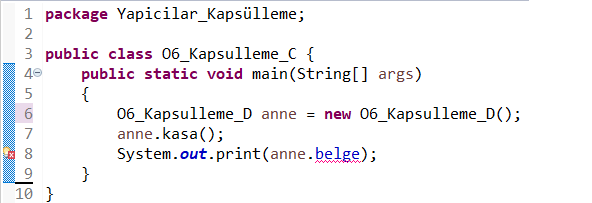 1 package Yapicilar_Kapsülleme;
2
3 public class O6_Kapsulleme_C {
4 public static void main(String[] args)
5 {
6 O6_Kapsulleme_D anne = new O6_Kapsulleme_D();
7 anne.kasa();
8 System.out.print(anne.belge);
9 }
10 }